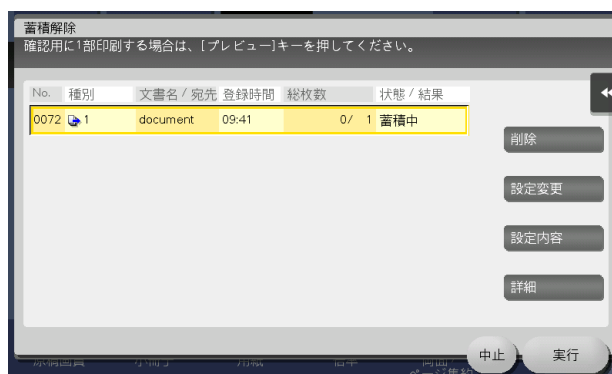 蓄積解除
確認用に1部印刷する場合は、[プレビュー]キーを押してください。
No. 種別 文書名/宛先 登録時間 総枚数 状態/結果
0072 1 document 09:41 0/ 1 蓄積中
削除
設定変更
設定内容
詳細
中止 実行